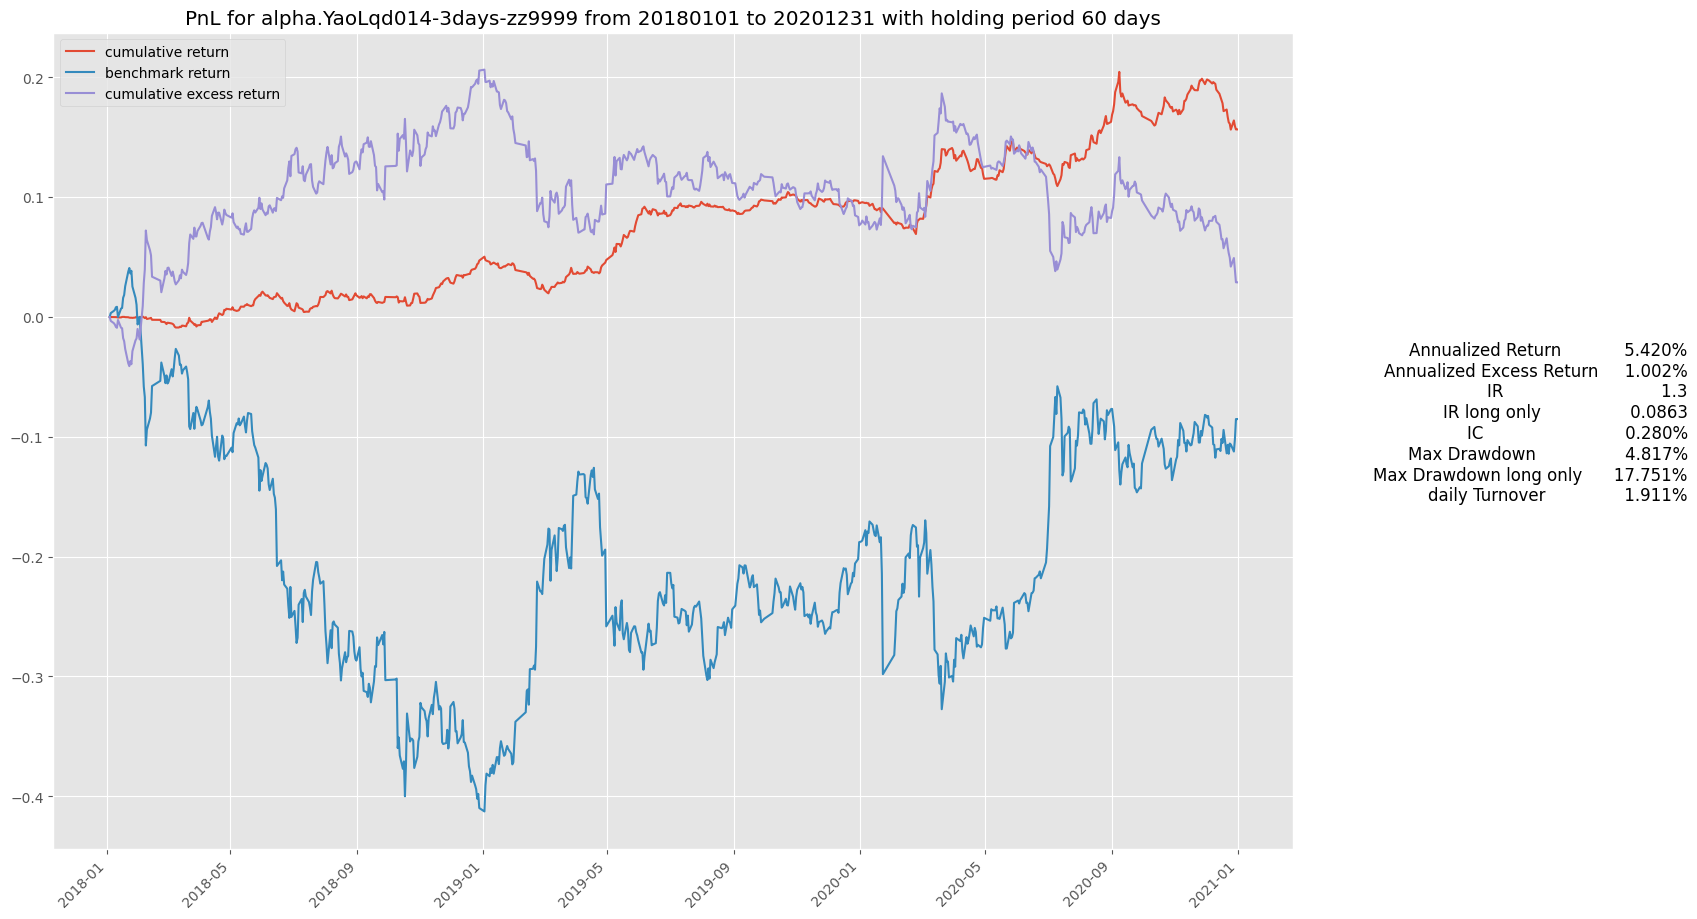 PnL for alpha.YaoLqd014-3days-zz9999 from 20180101 to 20201231 with holding period 60 days
cumulative return
benchmark return
cumulative excess return
0.2
0.1
0.0
−0.1
−0.2
−0.3
−0.4
2018-01
2018-05
2018-09
2019-01
2019-05
2019-09
2020-01
2020-05
2020-09
2021-01
Annualized Return 5.420%
Annualized Excess Return 1.002%
IR 1.3
IR long only 0.0863
IC 0.280%
Max Drawdown 4.817%
Max Drawdown long only 17.751%
daily Turnover 1.911%